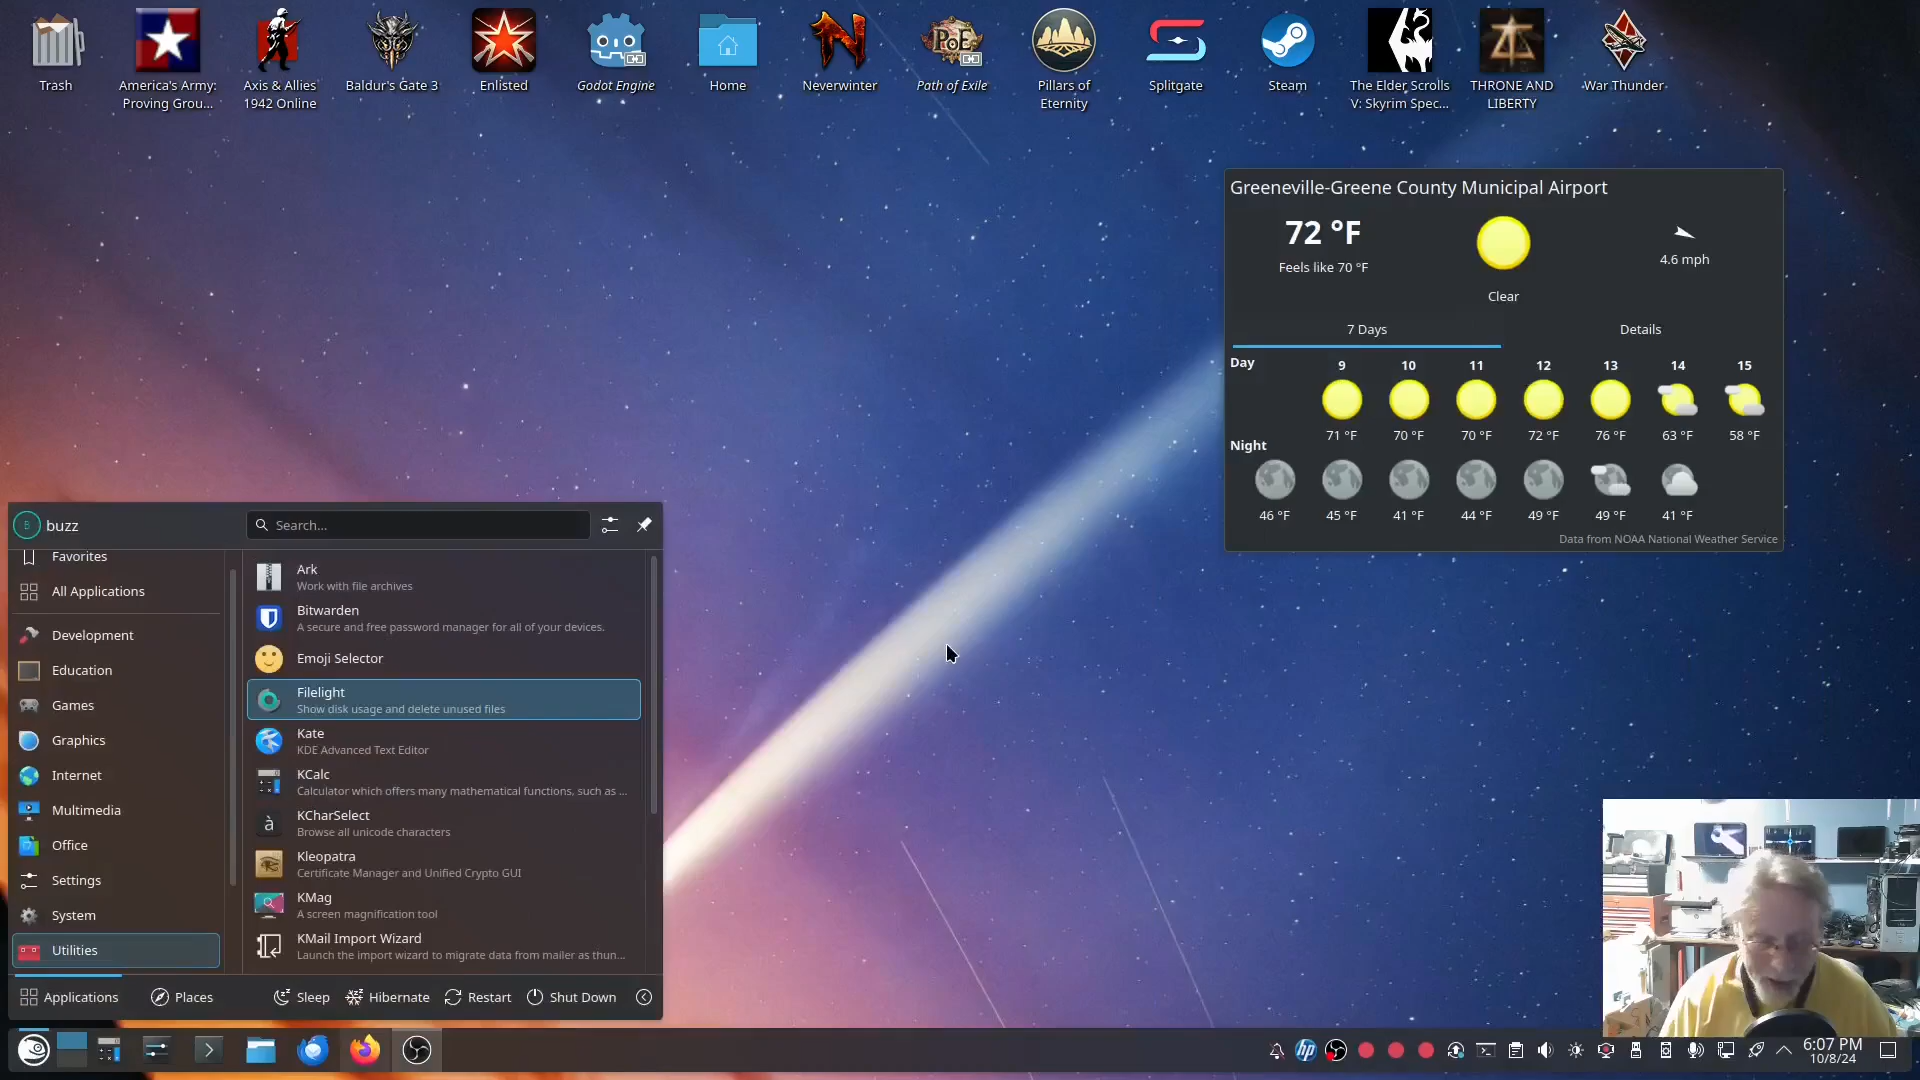 Trash
America's Army:
Proving Grou...
Axis & Allies
1942 Online
Baldur's Gate 3
Enlisted
Godot Engine
Home
Neverwinter
PoE
Path of Exile
Pillars of
Eternity
Splitgate
Steam
The Elder Scrolls
V: Skyrim Spec...
THRONE AND
LIBERTY
War Thunder
Greeneville-Greene County Municipal Airport
72 °F
Feels like 70 °F
4.6 mph
Clear
7 Days
Details
Day
9 10 11 12 13 14 15
71 °F 70 °F 70 °F 72 °F 76 °F 63 °F 58 °F
Night
46 °F 45 °F 41 °F 44 °F 49 °F 49 °F 41 °F
Data from NOAA National Weather Service
buzz
Search...
Favorites
All Applications
Development
Education
Games
Graphics
Internet
Multimedia
Office
Settings
System
Utilities
Ark
Work with file archives
Bitwarden
A secure and free password manager for all of your devices.
Emoji Selector
Filelight
Show disk usage and delete unused files
Kate
KDE Advanced Text Editor
KCalc
Calculator which offers many mathematical functions, such as ...
à
KCharSelect
Browse all unicode characters
Kleopatra
Certificate Manager and Unified Crypto GUI
KMag
A screen magnification tool
KMail Import Wizard
Launch the import wizard to migrate data from mailer as thun...
Applications
Places
Sleep
Hibernate
Restart
Shut Down
hp
6:07 PM
10/8/24